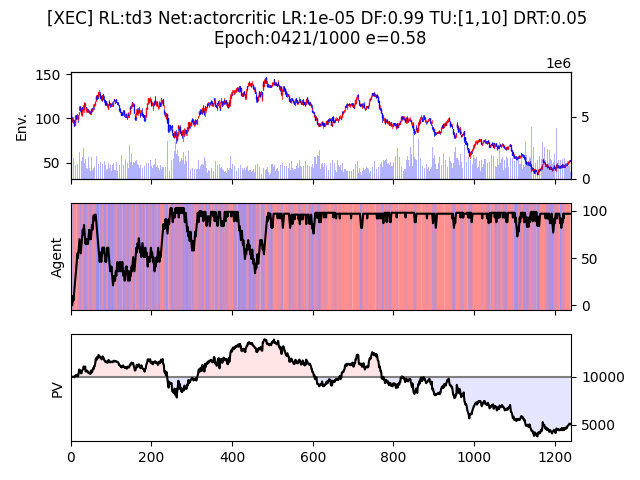 [XEC] RL:td3 Net:actorcritic LR:1e-05 DF:0.99 TU:[1,10] DRT:0.05
Epoch:0421/1000 e=0.58
1e6
150
100
50
Env.
5
0
Agent
100
50
0
PV
10000
5000
0
200
400
600
800
1000
1200